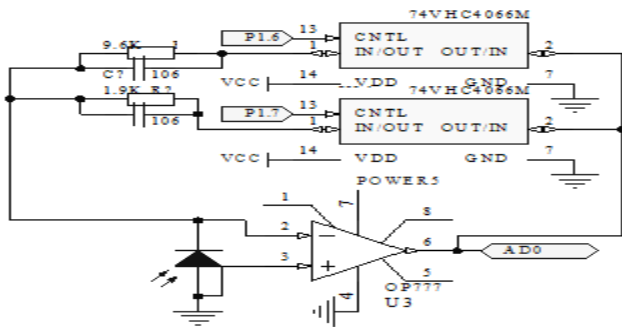 9.6K 1
C? 106
P1.6
13
1
74VHC4066M
CNTL
IN/OUT OUT/IN
2
VCC 14 VDD GND 7
1.9K R?
106
P1.7
13
1
74VHC4066M
CNTL
IN/OUT OUT/IN
2
VCC 14 VDD GND 7
POWER5
1
7
8
2
3
6
AD0
5
4
OP777
U3